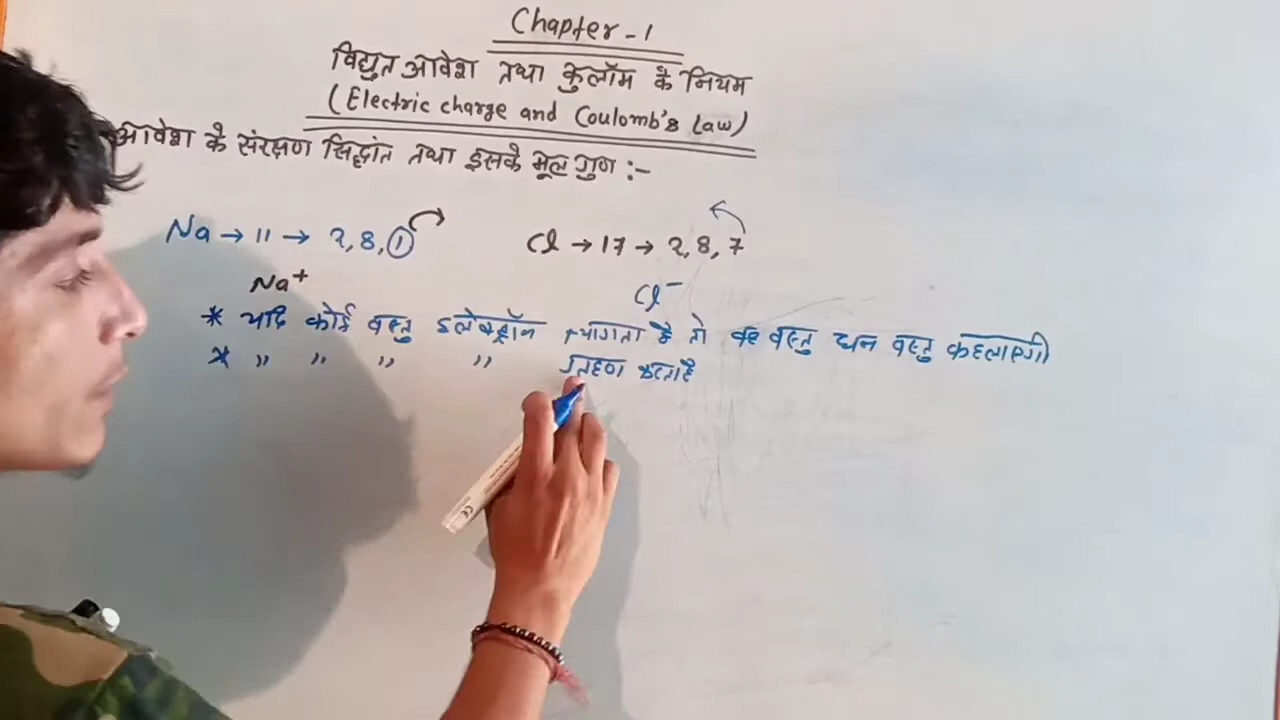 Chapter - 1
विद्युत आवेश तथा कुलॉम के नियम
(Electric charge and Coulomb's Law)
आवेश के संरक्षण सिद्धांत तथा इसके मूल गुण :-
Na → 11 → 2, 8, 1
Cl → 17 → 2, 8, 7
Na⁺
Cl⁻
* यदि कोई वस्तु इलेक्ट्रॉन त्यागता है तो वह वस्तु धन वस्तु कहलाएगी
* ,, ,, ,, ,, ग्रहण करता है